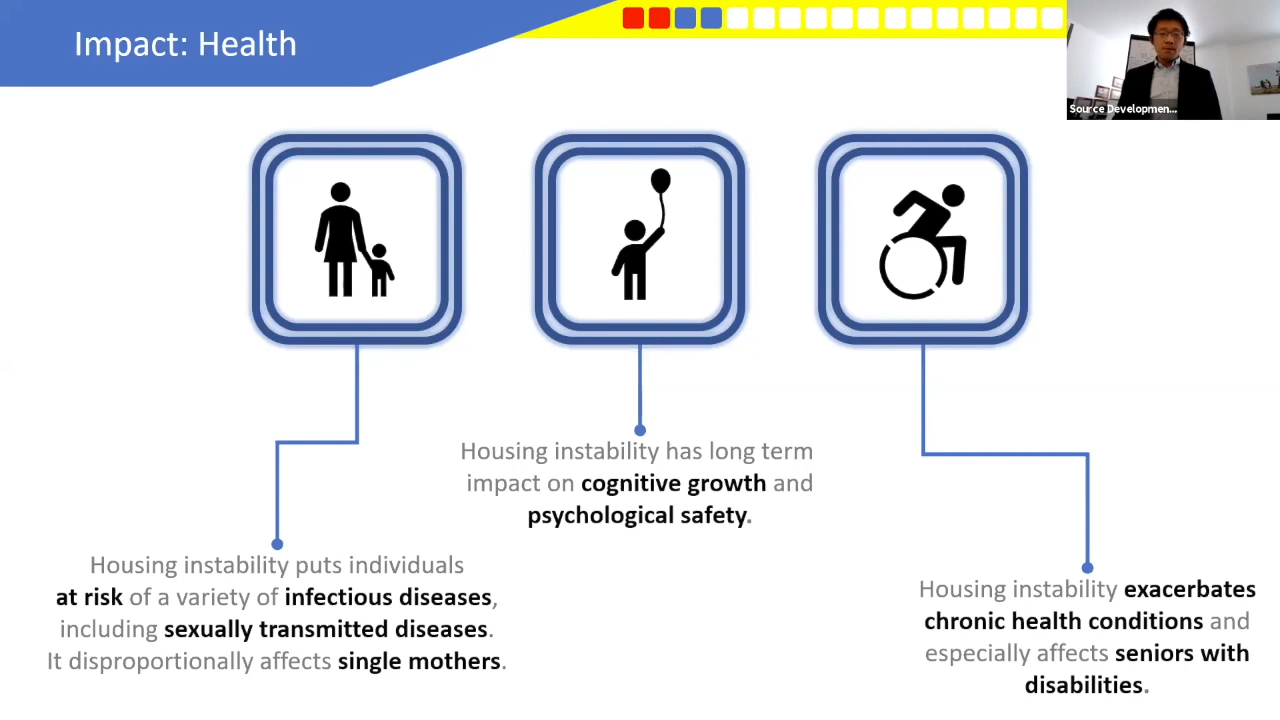 Impact: Health
Source Developmen...
Housing instability has long term
impact on cognitive growth and
psychological safety.
Housing instability puts individuals
at risk of a variety of infectious diseases,
including sexually transmitted diseases.
It disproportionally affects single mothers.
Housing instability exacerbates
chronic health conditions and
especially affects seniors with
disabilities.